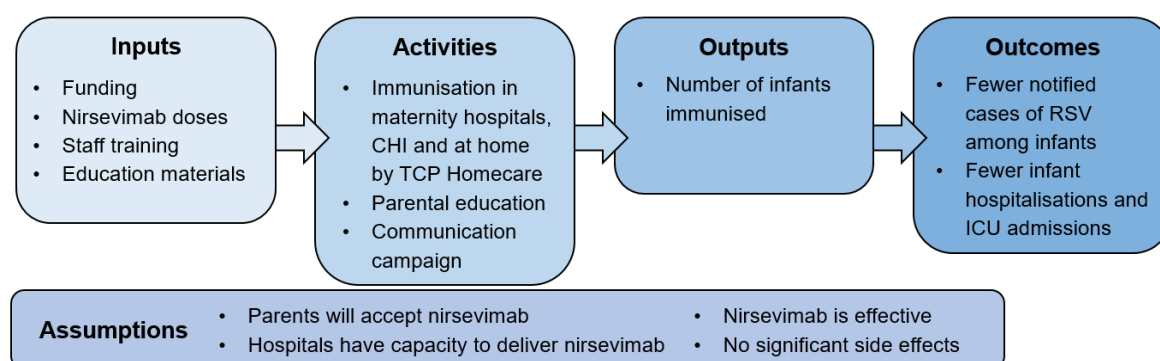 Inputs
• Funding
• Nirsevimab doses
• Staff training
• Education materials
Activities
• Immunisation in
maternity hospitals,
CHI and at home
by TCP Homecare
• Parental education
• Communication
campaign
Outputs
• Number of infants
immunised
Outcomes
• Fewer notified
cases of RSV
among infants
• Fewer infant
hospitalisations and
ICU admissions
Assumptions
• Parents will accept nirsevimab
• Hospitals have capacity to deliver nirsevimab
• Nirsevimab is effective
• No significant side effects